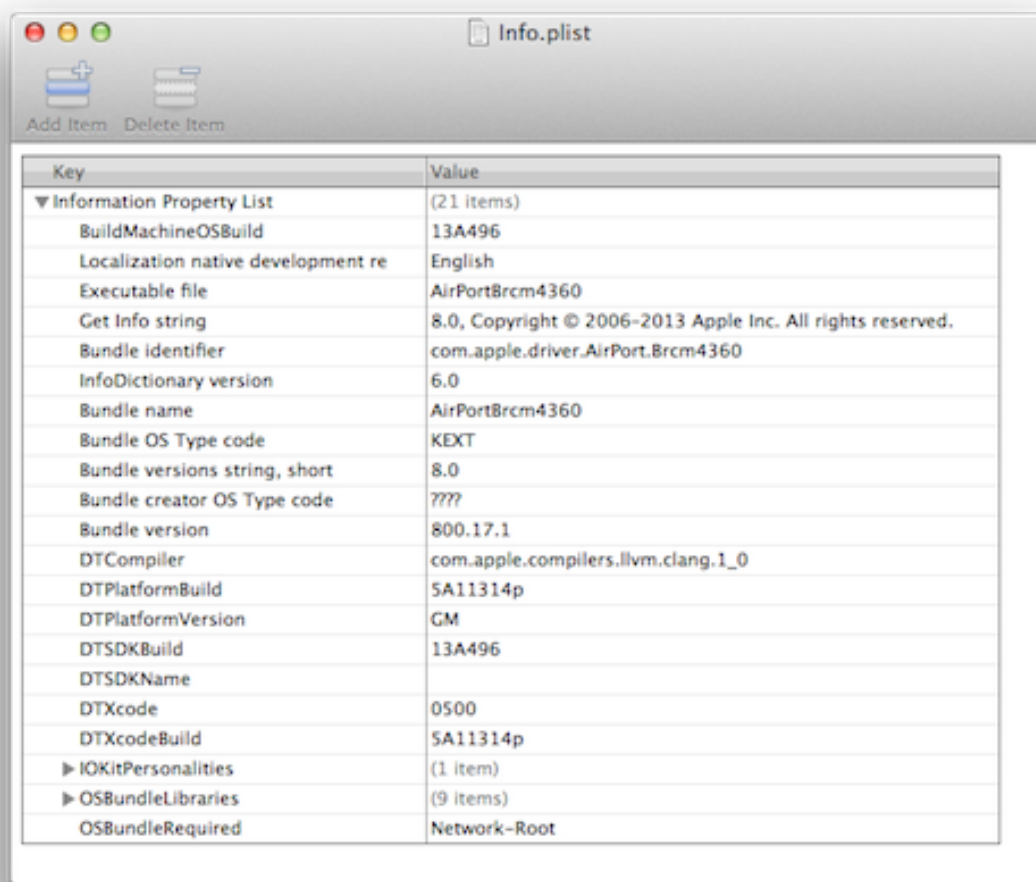 Info.plist
Add Item Delete Item
Key Value
Information Property List (21 items)
BuildMachineOSBuild 13A496
Localization native development re English
Executable file AirPortBrcm4360
Get Info string 8.0, Copyright © 2006-2013 Apple Inc. All rights reserved.
Bundle identifier com.apple.driver.AirPort.Brcm4360
InfoDictionary version 6.0
Bundle name AirPortBrcm4360
Bundle OS Type code KEXT
Bundle versions string, short 8.0
Bundle creator OS Type code ????
Bundle version 800.17.1
DTCompiler com.apple.compilers.llvm.clang.1_0
DTPlatformBuild 5A11314p
DTPlatformVersion GM
DTSDKBuild 13A496
DTSDKName
DTXcode 0500
DTXcodeBuild 5A11314p
IOKitPersonalities (1 item)
OSBundleLibraries (9 items)
OSBundleRequired Network-Root